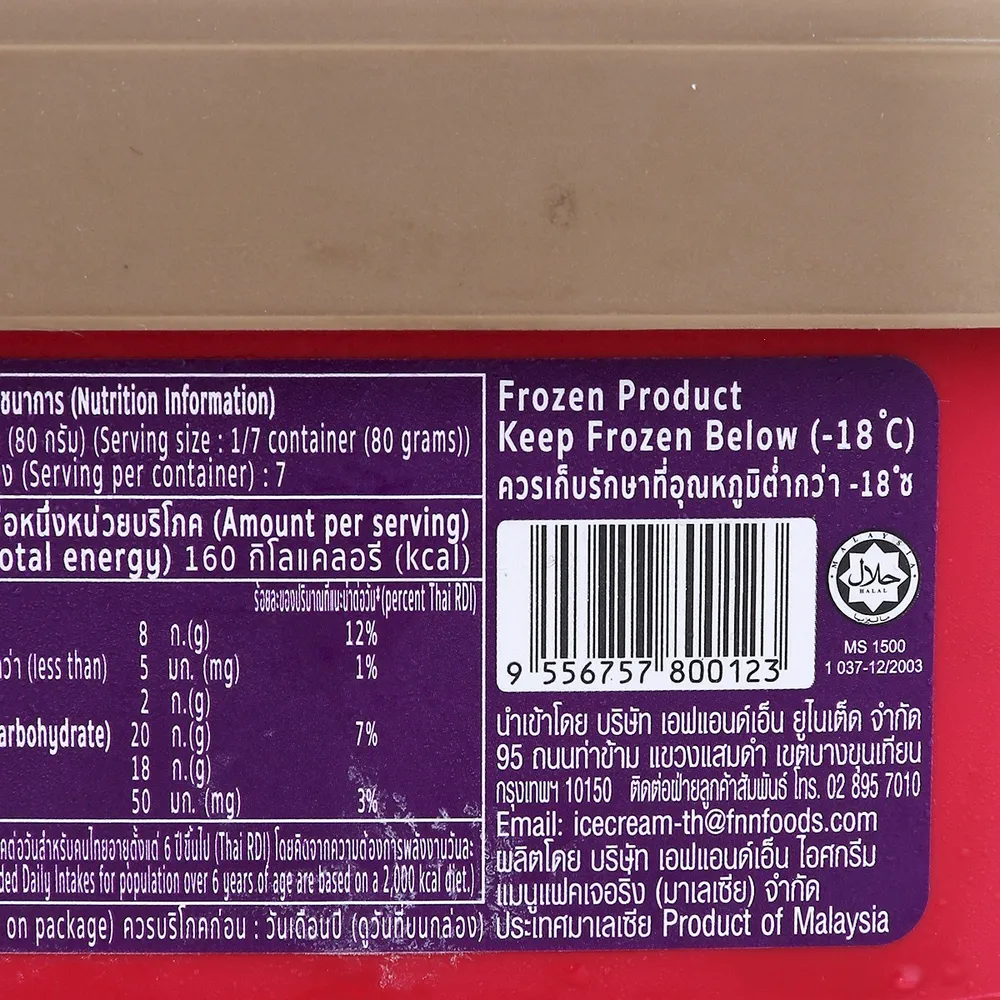 ชนาการ (Nutrition Information)
(80 กรัม) (Serving size : 1/7 container (80 grams))
(Serving per container) : 7
อหนึ่งหน่วยบริโภค (Amount per serving)
otal energy) 160 กิโลแคลอรี (kcal)
ร้อยละของปริมาณที่แนะนำต่อวัน* (percent Thai RDI)
8 ก.(g) 12%
กว่า (less than) 5 มก. (mg) 1%
2 ก.(g)
arbohydrate) 20 ก.(g) 7%
18 ก.(g)
50 มก. (mg) 3%
คต่อวันสำหรับคนไทยอายุตั้งแต่ 6 ปีขึ้นไป (Thai RDI) โดยคิดจากความต้องการพลังงานวันละ
ded Daily Intakes for population over 6 years of age are based on a 2,000 kcal diet.)
on package) ควรบริโภคก่อน : วันเดือนปี (ดูวันที่บนกล่อง)
Frozen Product
Keep Frozen Below (-18°C)
ควรเก็บรักษาที่อุณหภูมิต่ำกว่า -18°ซ
9 556757 800123
MALAYSIA
حلال
HALAL
MS 1500
1 037-12/2003
นำเข้าโดย บริษัท เอฟแอนด์เอ็น ยูไนเต็ด จำกัด
95 ถนนท่าข้าม แขวงแสมดำ เขตบางขุนเทียน
กรุงเทพฯ 10150 ติดต่อฝ่ายลูกค้าสัมพันธ์ โทร. 02 895 7010
Email: icecream-th@fnnfoods.com
ผลิตโดย บริษัท เอฟแอนด์เอ็น ไอศกรีม
แมนูแฟคเจอริ่ง (มาเลเซีย) จำกัด
ประเทศมาเลเซีย Product of Malaysia